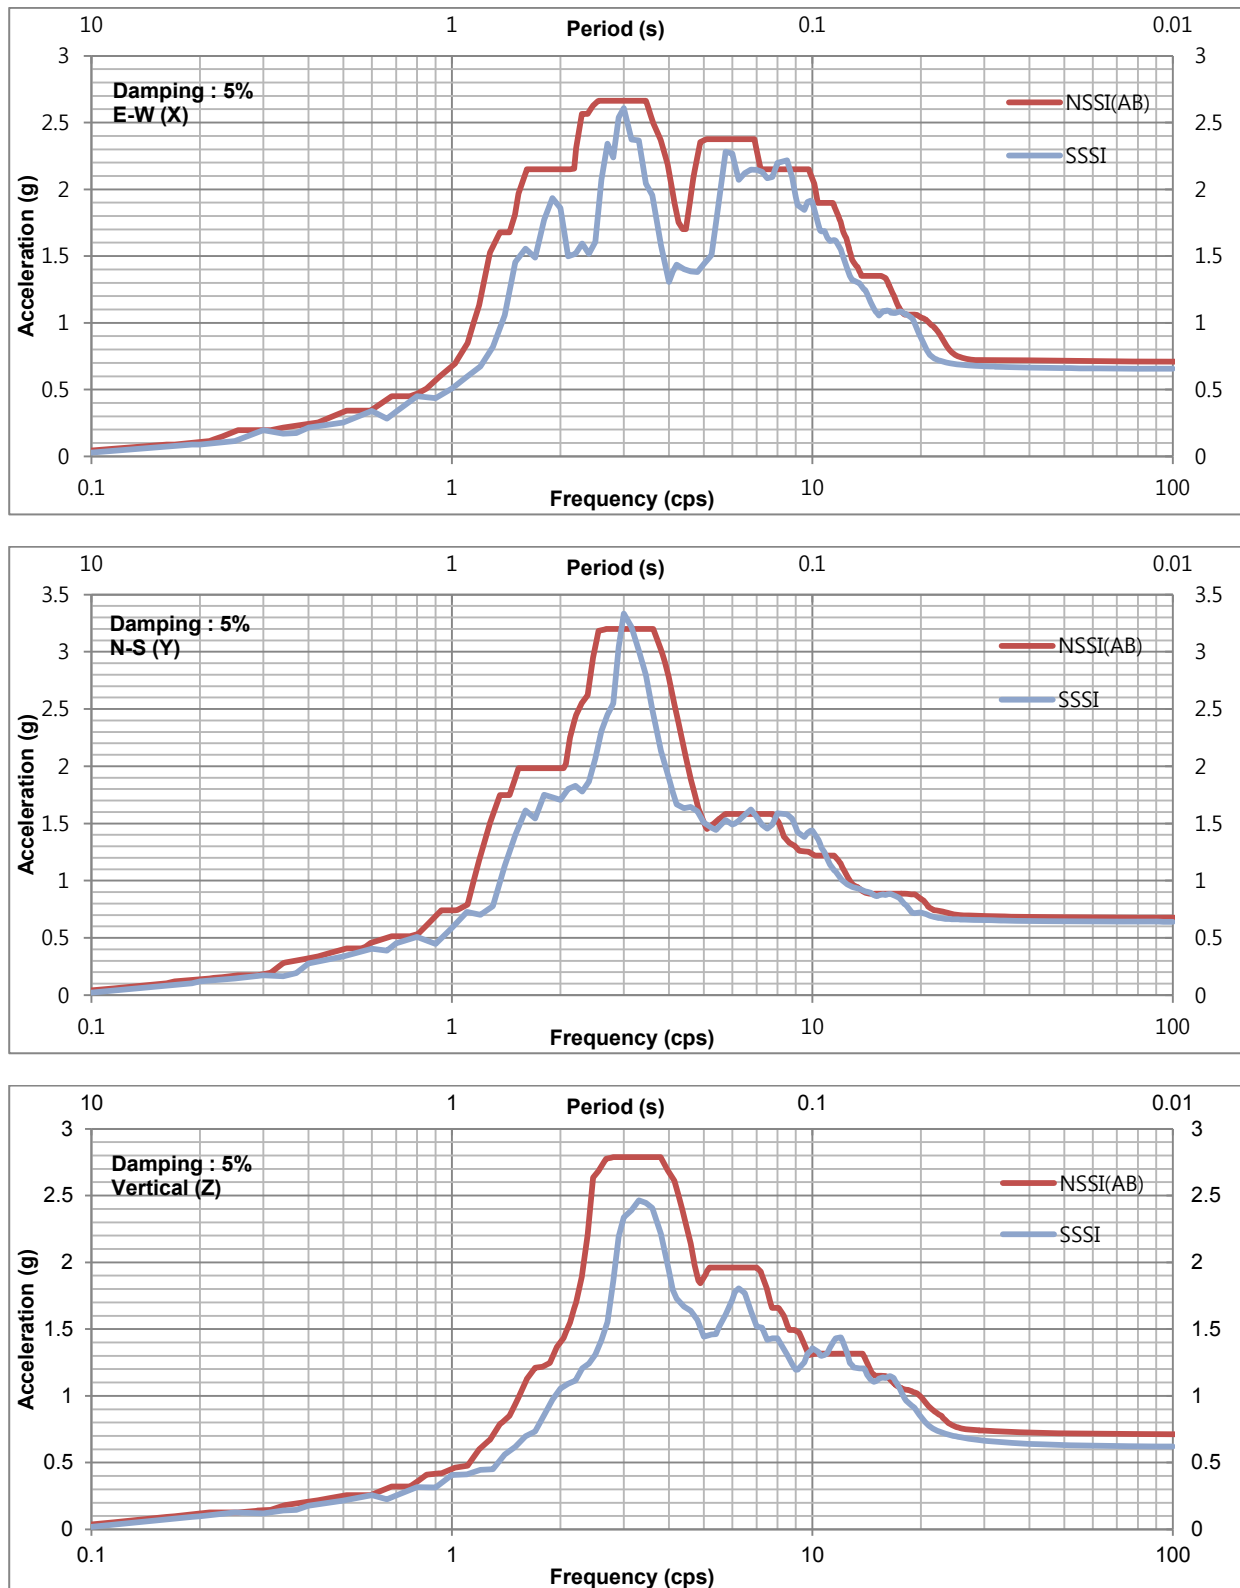 10 1 Period (s) 0.1 0.01
3 3
Damping : 5%
E-W (X)
NSSI(AB)
2.5 2.5
SSSI
2 2
Acceleration (g)
1.5 1.5
1 1
0.5 0.5
0 0
0.1 1 Frequency (cps) 10 100
10 1 Period (s) 0.1 0.01
3.5 3.5
Damping : 5%
N-S (Y)
NSSI(AB)
3 3
SSSI
2.5 2.5
2 2
Acceleration (g)
1.5 1.5
1 1
0.5 0.5
0 0
0.1 1 Frequency (cps) 10 100
10 1 Period (s) 0.1 0.01
3 3
Damping : 5%
Vertical (Z)
NSSI(AB)
2.5 2.5
SSSI
2 2
Acceleration (g)
1.5 1.5
1 1
0.5 0.5
0 0
0.1 1 Frequency (cps) 10 100